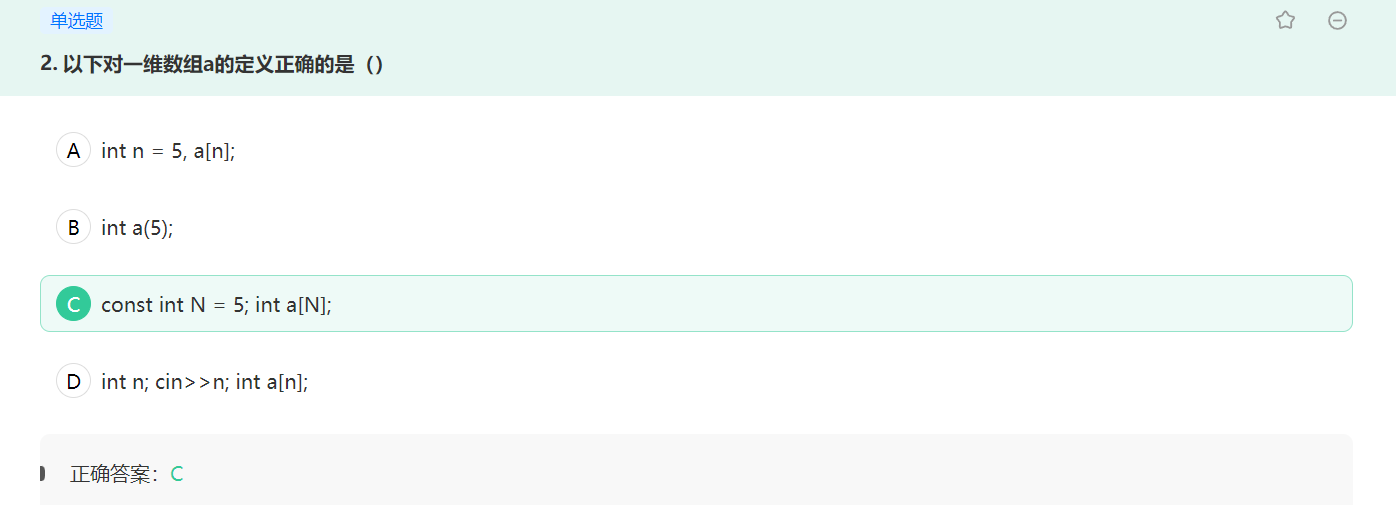 单选题
2. 以下对一维数组a的定义正确的是（）
A int n = 5, a[n];
B int a(5);
C const int N = 5; int a[N];
D int n; cin>>n; int a[n];
正确答案：C